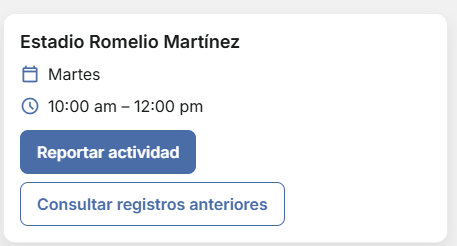 Estadio Romelio Martínez
Martes
10:00 am – 12:00 pm
Reportar actividad
Consultar registros anteriores